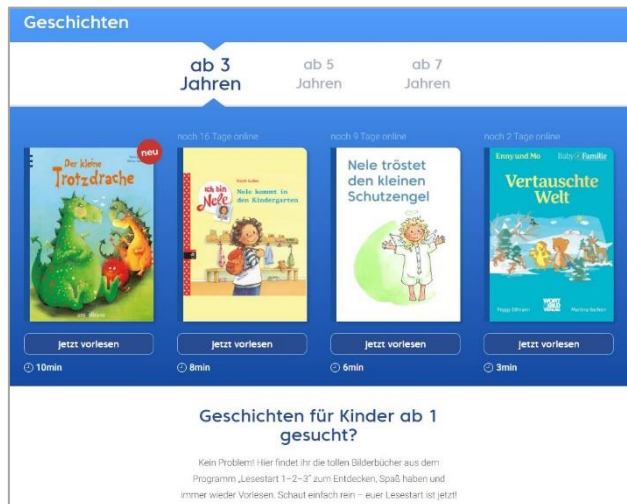 Geschichten
ab 3
Jahren
ab 5
Jahren
ab 7
Jahren
noch 16 Tage online
noch 9 Tage online
noch 2 Tage online
neu
Der kleine
Trotzdrache
Ich bin
Nele
Nele kommt in
den Kindergarten
Nele tröstet
den kleinen
Schutzengel
Enny und Mo
Baby Familie
Vertauschte
Welt
WORT
BILD
VERLAG
Jetzt vorlesen
Jetzt vorlesen
Jetzt vorlesen
Jetzt vorlesen
10min
8min
6min
3min
Geschichten für Kinder ab 1
gesucht?
Kein Problem! Hier findet ihr die tollen Bilderbücher aus dem
Programm „Lesestart 1–2–3" zum Entdecken, Spaß haben und
immer wieder Vorlesen. Schaut einfach rein – euer Lesestart ist jetzt!